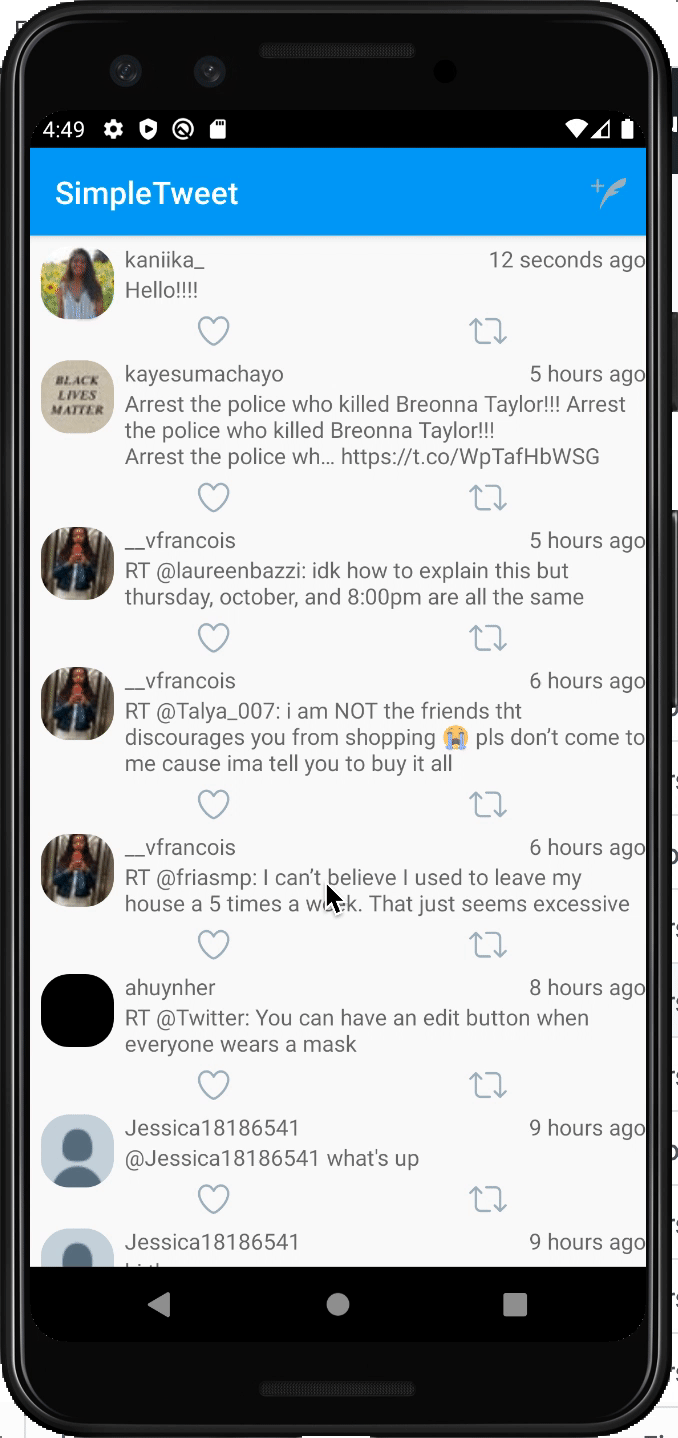 4:49
SimpleTweet
kaniika_ 12 seconds ago
Hello!!!!
BLACK
LIVES
MATTER
kayesumachayo 5 hours ago
Arrest the police who killed Breonna Taylor!!! Arrest
the police who killed Breonna Taylor!!!
Arrest the police wh… https://t.co/WpTafHbWSG
__vfrancois 5 hours ago
RT @laureenbazzi: idk how to explain this but
thursday, october, and 8:00pm are all the same
__vfrancois 6 hours ago
RT @Talya_007: i am NOT the friends tht
discourages you from shopping 😭 pls don’t come to
me cause ima tell you to buy it all
__vfrancois 6 hours ago
RT @friasmp: I can’t believe I used to leave my
house a 5 times a week. That just seems excessive
ahuynher 8 hours ago
RT @Twitter: You can have an edit button when
everyone wears a mask
Jessica18186541 9 hours ago
@Jessica18186541 what's up
Jessica18186541 9 hours ago